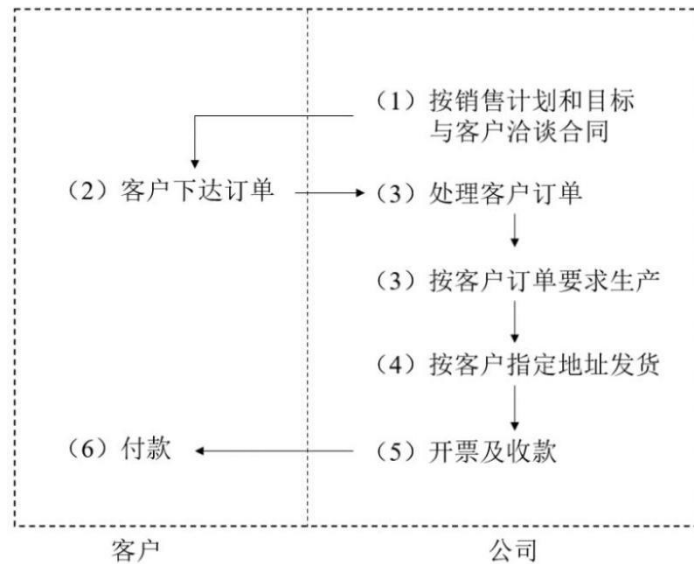 （1）按销售计划和目标
与客户洽谈合同
（2）客户下达订单
（3）处理客户订单
（3）按客户订单要求生产
（4）按客户指定地址发货
（6）付款
（5）开票及收款
客户
公司